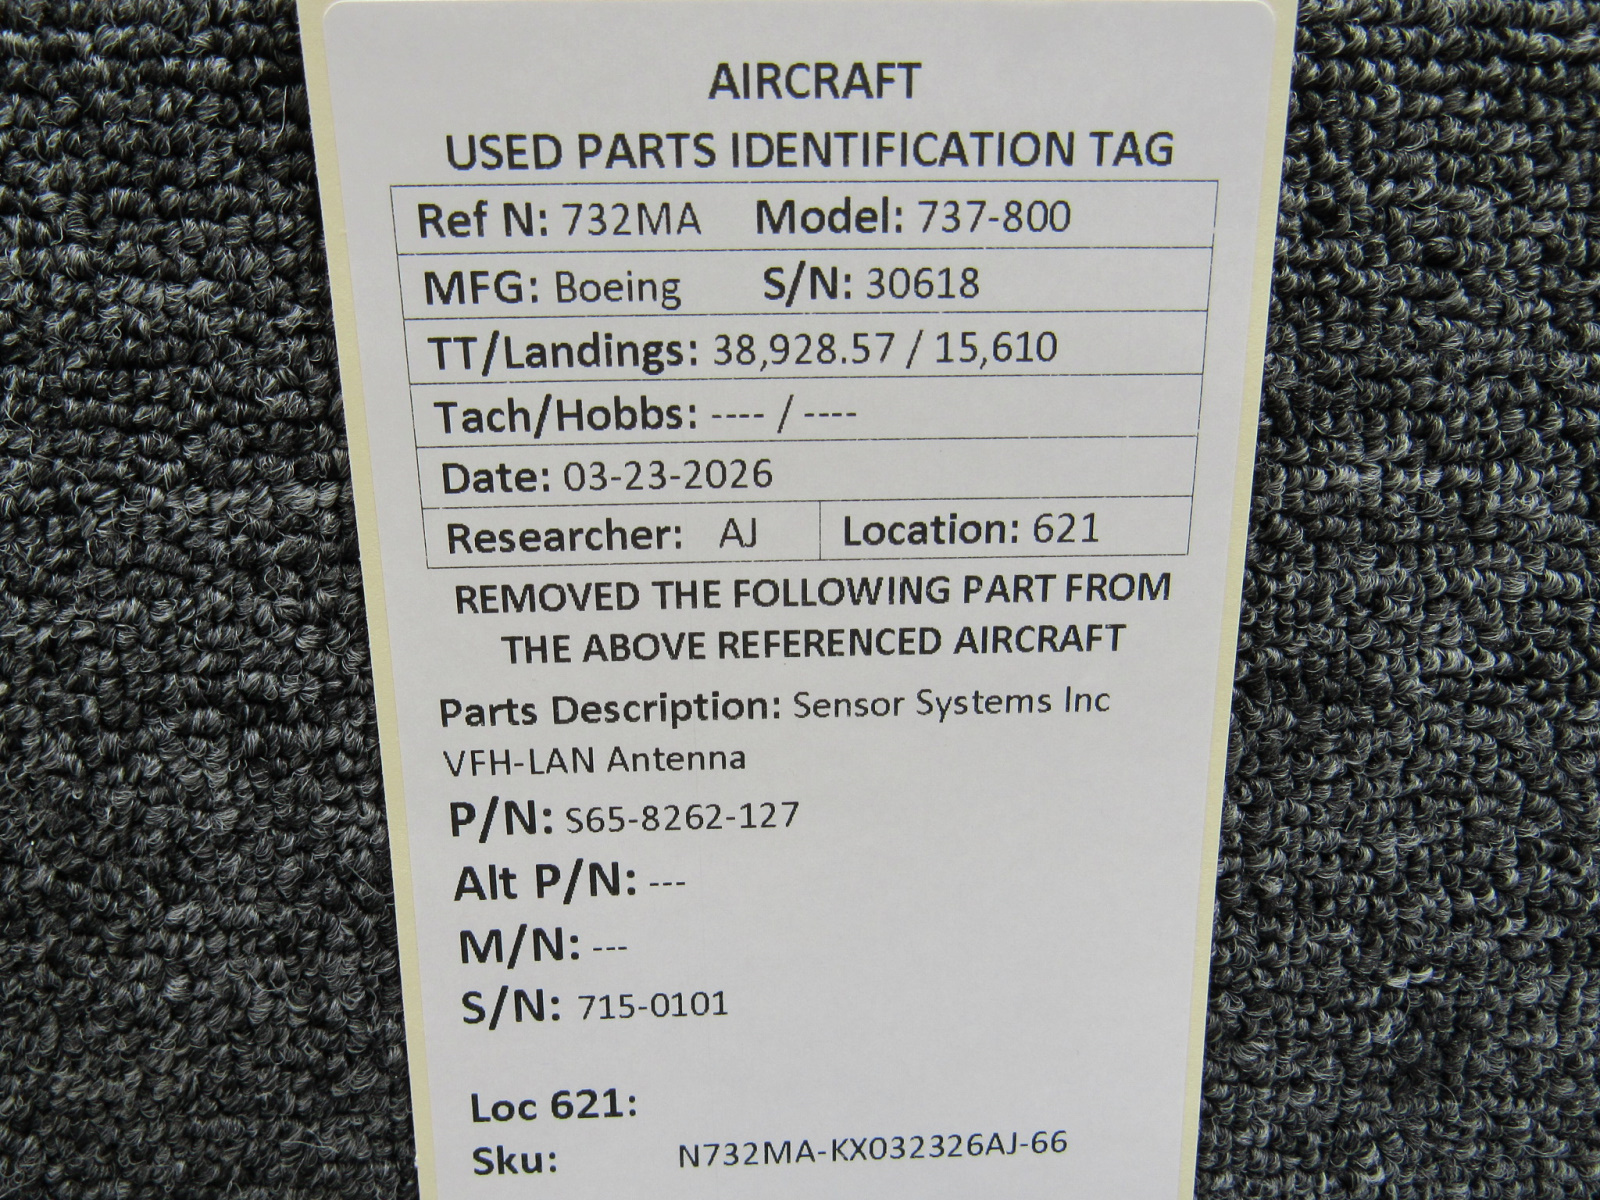 AIRCRAFT
USED PARTS IDENTIFICATION TAG
Ref N: 732MA Model: 737-800
MFG: Boeing S/N: 30618
TT/Landings: 38,928.57 / 15,610
Tach/Hobbs: ---- / ----
Date: 03-23-2026
Researcher: AJ Location: 621
REMOVED THE FOLLOWING PART FROM
THE ABOVE REFERENCED AIRCRAFT
Parts Description: Sensor Systems Inc
VFH-LAN Antenna
P/N: S65-8262-127
Alt P/N: ---
M/N: ---
S/N: 715-0101
Loc 621:
Sku: N732MA-KX032326AJ-66